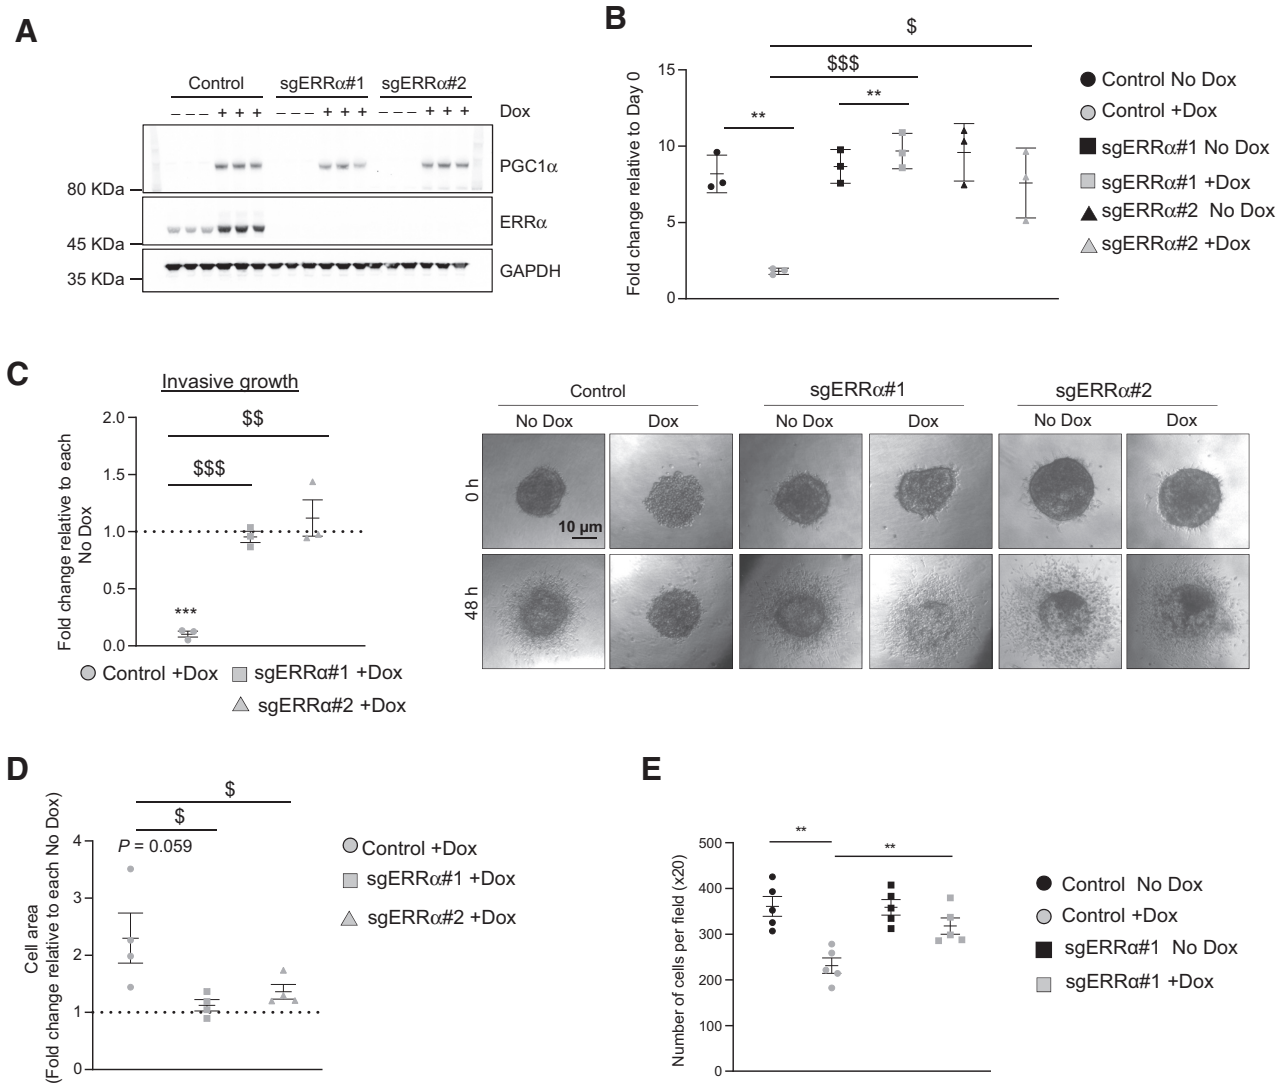 A
Control
sgERRα#1
sgERRα#2
– – – + + + – – – + + + – – – + + +
Dox
PGC1α
80 KDa
ERRα
45 KDa
GAPDH
35 KDa
B
Fold change relative to Day 0
15
10
5
0
$
$$$
**
**
Control No Dox
Control +Dox
sgERRα#1 No Dox
sgERRα#1 +Dox
sgERRα#2 No Dox
sgERRα#2 +Dox
C
Invasive growth
Fold change relative to each
No Dox
2.0
1.5
1.0
0.5
0.0
$$
$$$
***
Control +Dox
sgERRα#1 +Dox
sgERRα#2 +Dox
Control
sgERRα#1
sgERRα#2
No Dox
Dox
No Dox
Dox
No Dox
Dox
0 h
10 µm
48 h
D
Cell area
(Fold change relative to each No Dox)
4
3
2
1
0
$
$
P = 0.059
Control +Dox
sgERRα#1 +Dox
sgERRα#2 +Dox
E
Number of cells per field (x20)
500
400
300
200
100
0
**
**
Control No Dox
Control +Dox
sgERRα#1 No Dox
sgERRα#1 +Dox